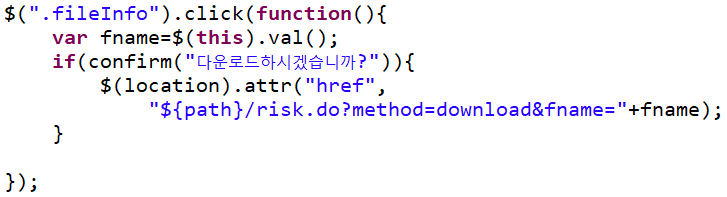 $(".fileInfo").click(function(){
    var fname=$(this).val();
    if(confirm("다운로드하시겠습니까?")){
        $(location).attr("href",
            "${path}/risk.do?method=download&fname="+fname);
    }
});